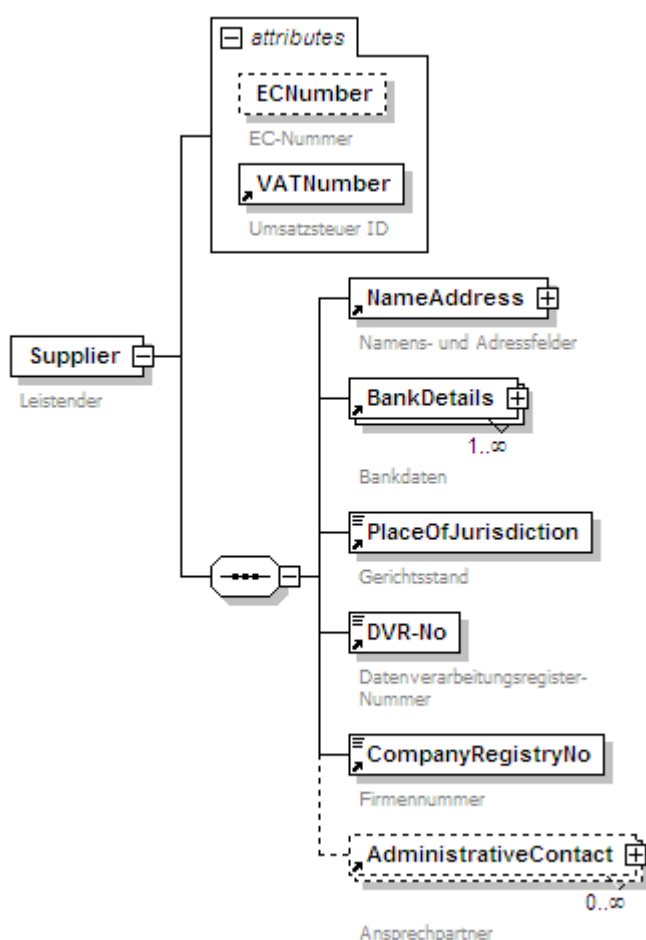 attributes
ECNumber
EC-Nummer
VATNumber
Umsatzsteuer ID
NameAddress
Namens- und Adressfelder
Supplier
Leistender
BankDetails
1..∞
Bankdaten
PlaceOfJurisdiction
Gerichtsstand
DVR-No
Datenverarbeitungsregister-
Nummer
CompanyRegistryNo
Firmennummer
AdministrativeContact
0..∞
Ansprechpartner